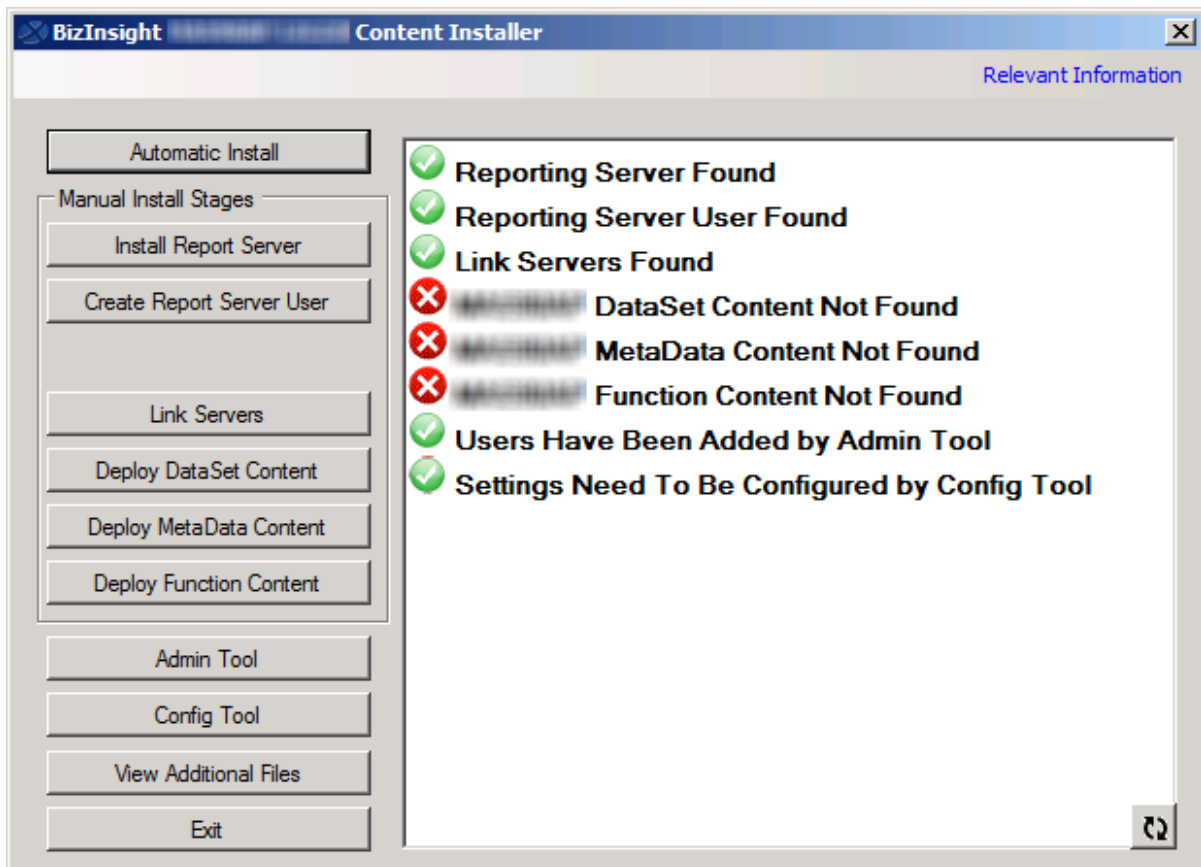 BizInsight Content Installer
Relevant Information
Automatic Install
Manual Install Stages
Install Report Server
Create Report Server User
Link Servers
Deploy DataSet Content
Deploy MetaData Content
Deploy Function Content
Admin Tool
Config Tool
View Additional Files
Exit
Reporting Server Found
Reporting Server User Found
Link Servers Found
DataSet Content Not Found
MetaData Content Not Found
Function Content Not Found
Users Have Been Added by Admin Tool
Settings Need To Be Configured by Config Tool